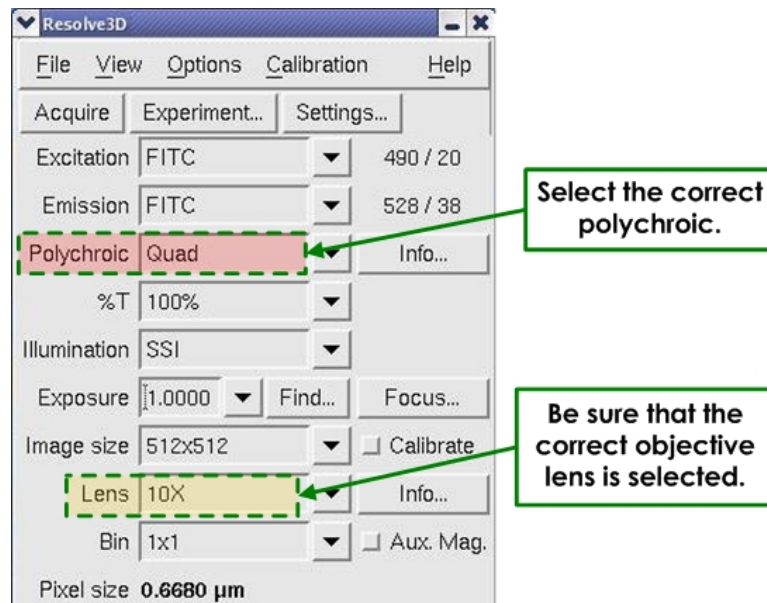 Resolve3D
File View Options Calibration Help
Acquire Experiment... Settings...
Excitation FITC 490 / 20
Emission FITC 528 / 38
Select the correct
polychroic.
Polychroic Quad Info...
%T 100%
Illumination SSI
Exposure 1.0000 Find... Focus...
Image size 512x512 Calibrate
Be sure that the
correct objective
lens is selected.
Lens 10X Info...
Bin 1x1 Aux. Mag.
Pixel size 0.6680 µm